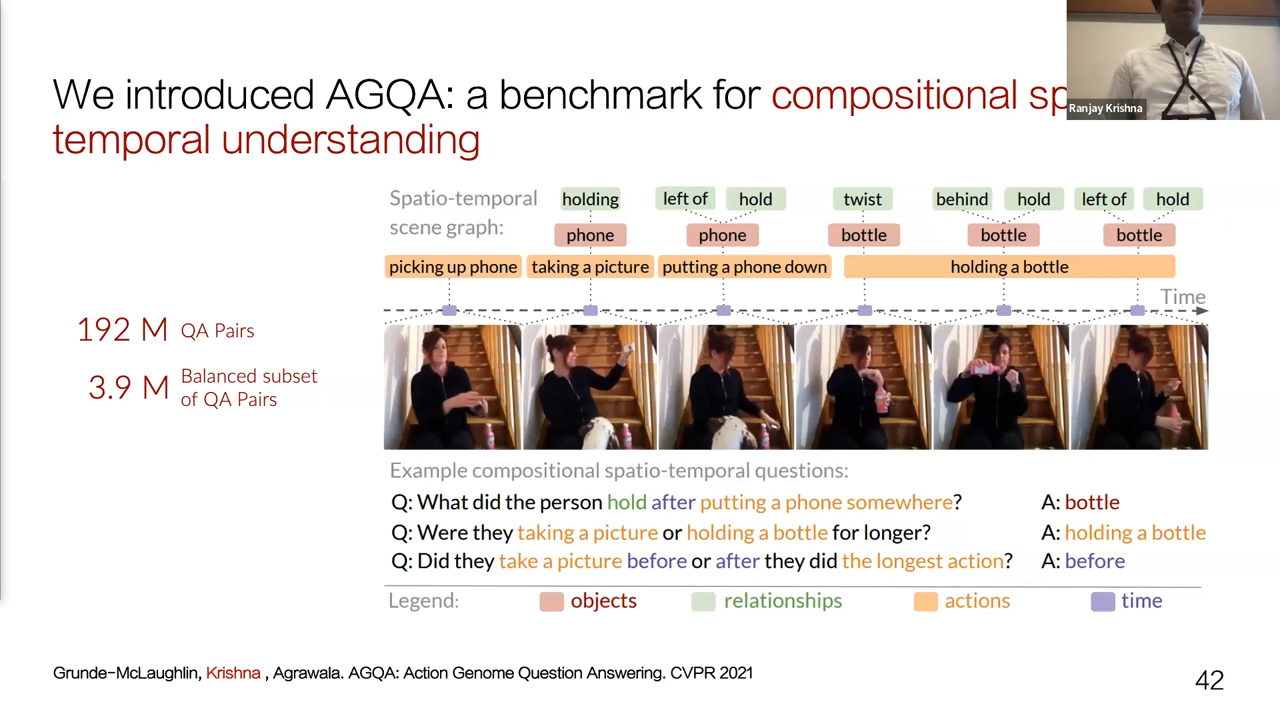 We introduced AGQA: a benchmark for compositional sp
temporal understanding
Ranjay Krishna
Spatio-temporal
scene graph:
holding left of hold twist behind hold left of hold
phone phone bottle bottle bottle
picking up phone taking a picture putting a phone down holding a bottle
Time
192 M QA Pairs
3.9 M Balanced subset
of QA Pairs
Example compositional spatio-temporal questions:
Q: What did the person hold after putting a phone somewhere? A: bottle
Q: Were they taking a picture or holding a bottle for longer? A: holding a bottle
Q: Did they take a picture before or after they did the longest action? A: before
Legend: objects relationships actions time
Grunde-McLaughlin, Krishna , Agrawala. AGQA: Action Genome Question Answering. CVPR 2021
42